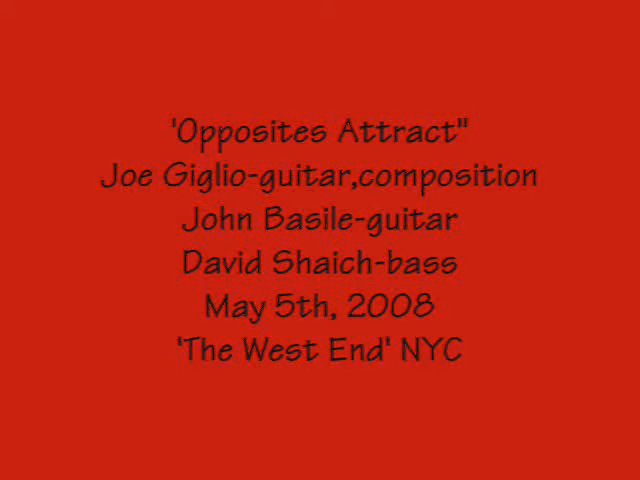 'Opposites Attract"
Joe Giglio-guitar,composition
John Basile-guitar
David Shaich-bass
May 5th, 2008
'The West End' NYC